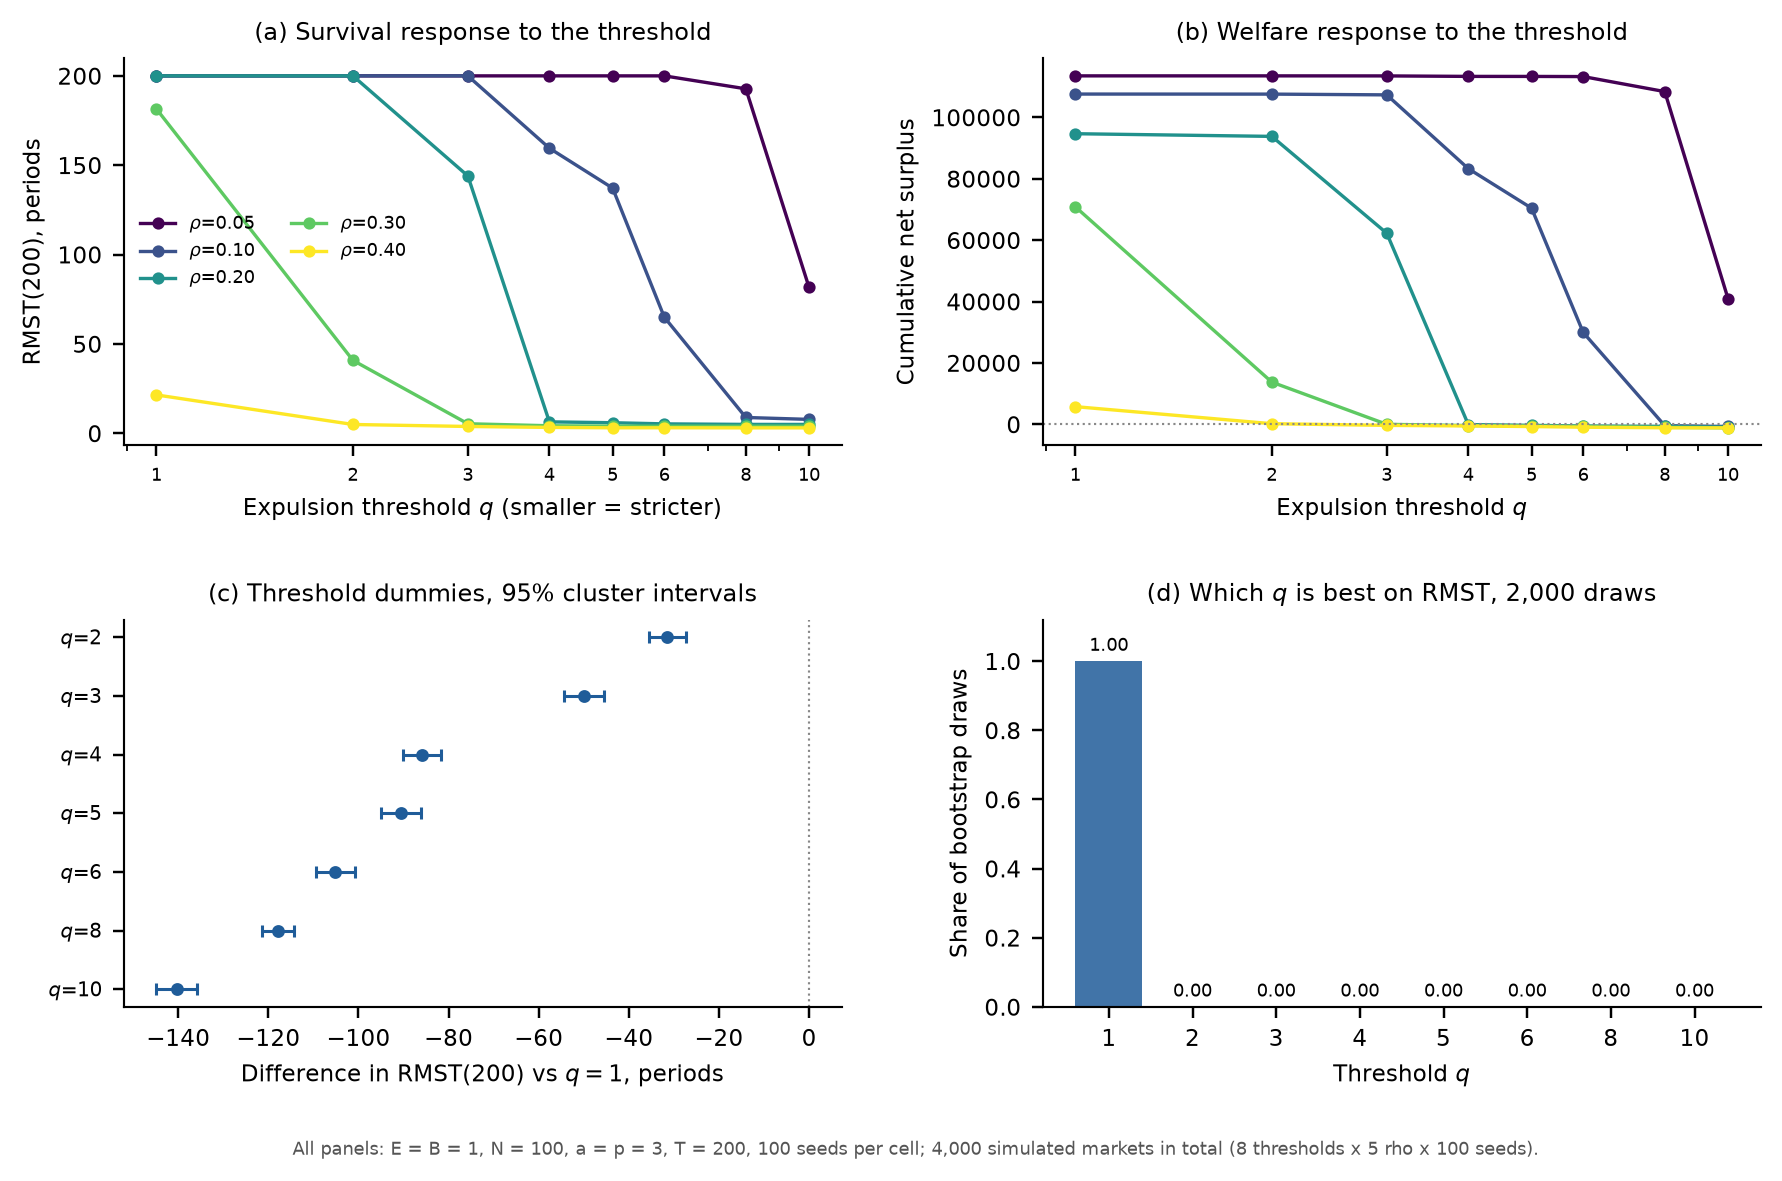 (a) Survival response to the threshold
RMST(200), periods
200
150
100
50
0
ρ=0.05
ρ=0.10
ρ=0.20
ρ=0.30
ρ=0.40
1 2 3 4 5 6 8 10
Expulsion threshold q (smaller = stricter)
(b) Welfare response to the threshold
Cumulative net surplus
100000
80000
60000
40000
20000
0
1 2 3 4 5 6 8 10
Expulsion threshold q
(c) Threshold dummies, 95% cluster intervals
q=2
q=3
q=4
q=5
q=6
q=8
q=10
−140 −120 −100 −80 −60 −40 −20 0
Difference in RMST(200) vs q = 1, periods
(d) Which q is best on RMST, 2,000 draws
Share of bootstrap draws
1.0
0.8
0.6
0.4
0.2
0.0
1.00 0.00 0.00 0.00 0.00 0.00 0.00 0.00
1 2 3 4 5 6 8 10
Threshold q
All panels: E = B = 1, N = 100, a = p = 3, T = 200, 100 seeds per cell; 4,000 simulated markets in total (8 thresholds x 5 rho x 100 seeds).